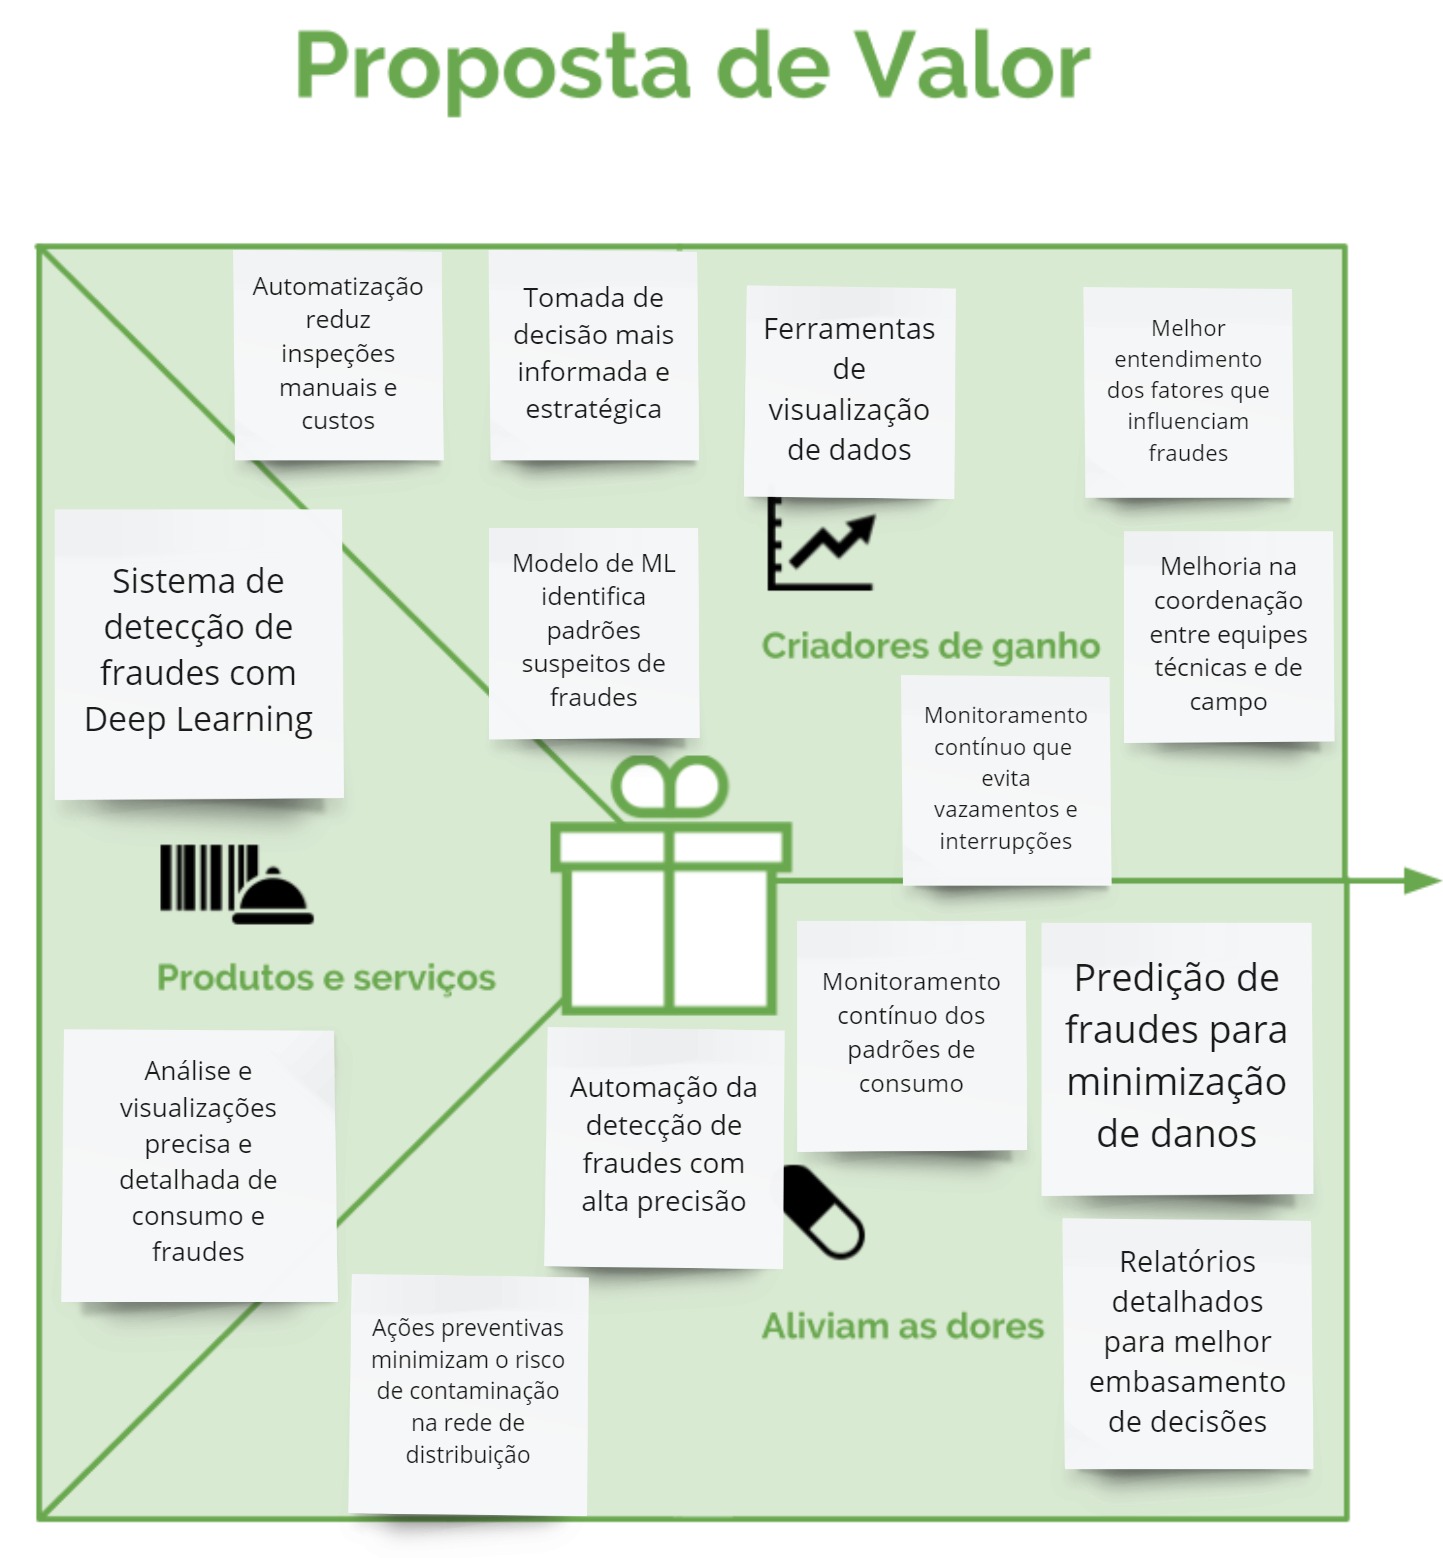 Proposta de Valor
Automatização
reduz
inspeções
manuais e
custos
Tomada de
decisão mais
informada e
estratégica
Ferramentas
de
visualização
de dados
Melhor
entendimento
dos fatores que
influenciam
fraudes
Sistema de
detecção de
fraudes com
Deep Learning
Modelo de ML
identifica
padrões
suspeitos de
fraudes
Criadores de ganho
Melhoria na
coordenação
entre equipes
técnicas e de
campo
Monitoramento
contínuo que
evita
vazamentos e
interrupções
Produtos e serviços
Monitoramento
contínuo dos
padrões de
consumo
Predição de
fraudes para
minimização
de danos
Análise e
visualizações
precisa e
detalhada de
consumo e
fraudes
Automação da
detecção de
fraudes com
alta precisão
Aliviam as dores
Relatórios
detalhados
para melhor
embasamento
de decisões
Ações preventivas
minimizam o risco
de contaminação
na rede de
distribuição